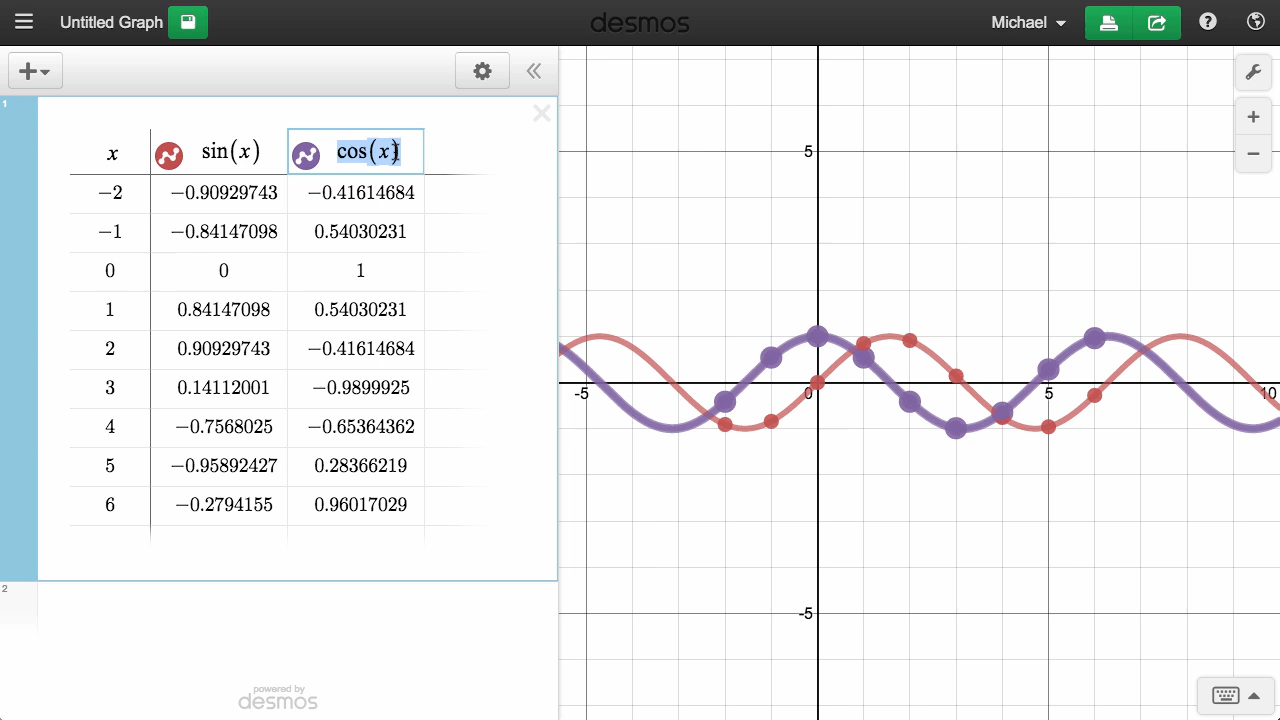 Untitled Graph desmos Michael
1
x sin(x) cos(x)
−2 −0.90929743 −0.41614684
−1 −0.84147098 0.54030231
0 0 1
1 0.84147098 0.54030231
2 0.90929743 −0.41614684
3 0.14112001 −0.9899925
4 −0.7568025 −0.65364362
5 −0.95892427 0.28366219
6 −0.2794155 0.96017029
2
powered by
desmos
5
-5 0 5 10
-5